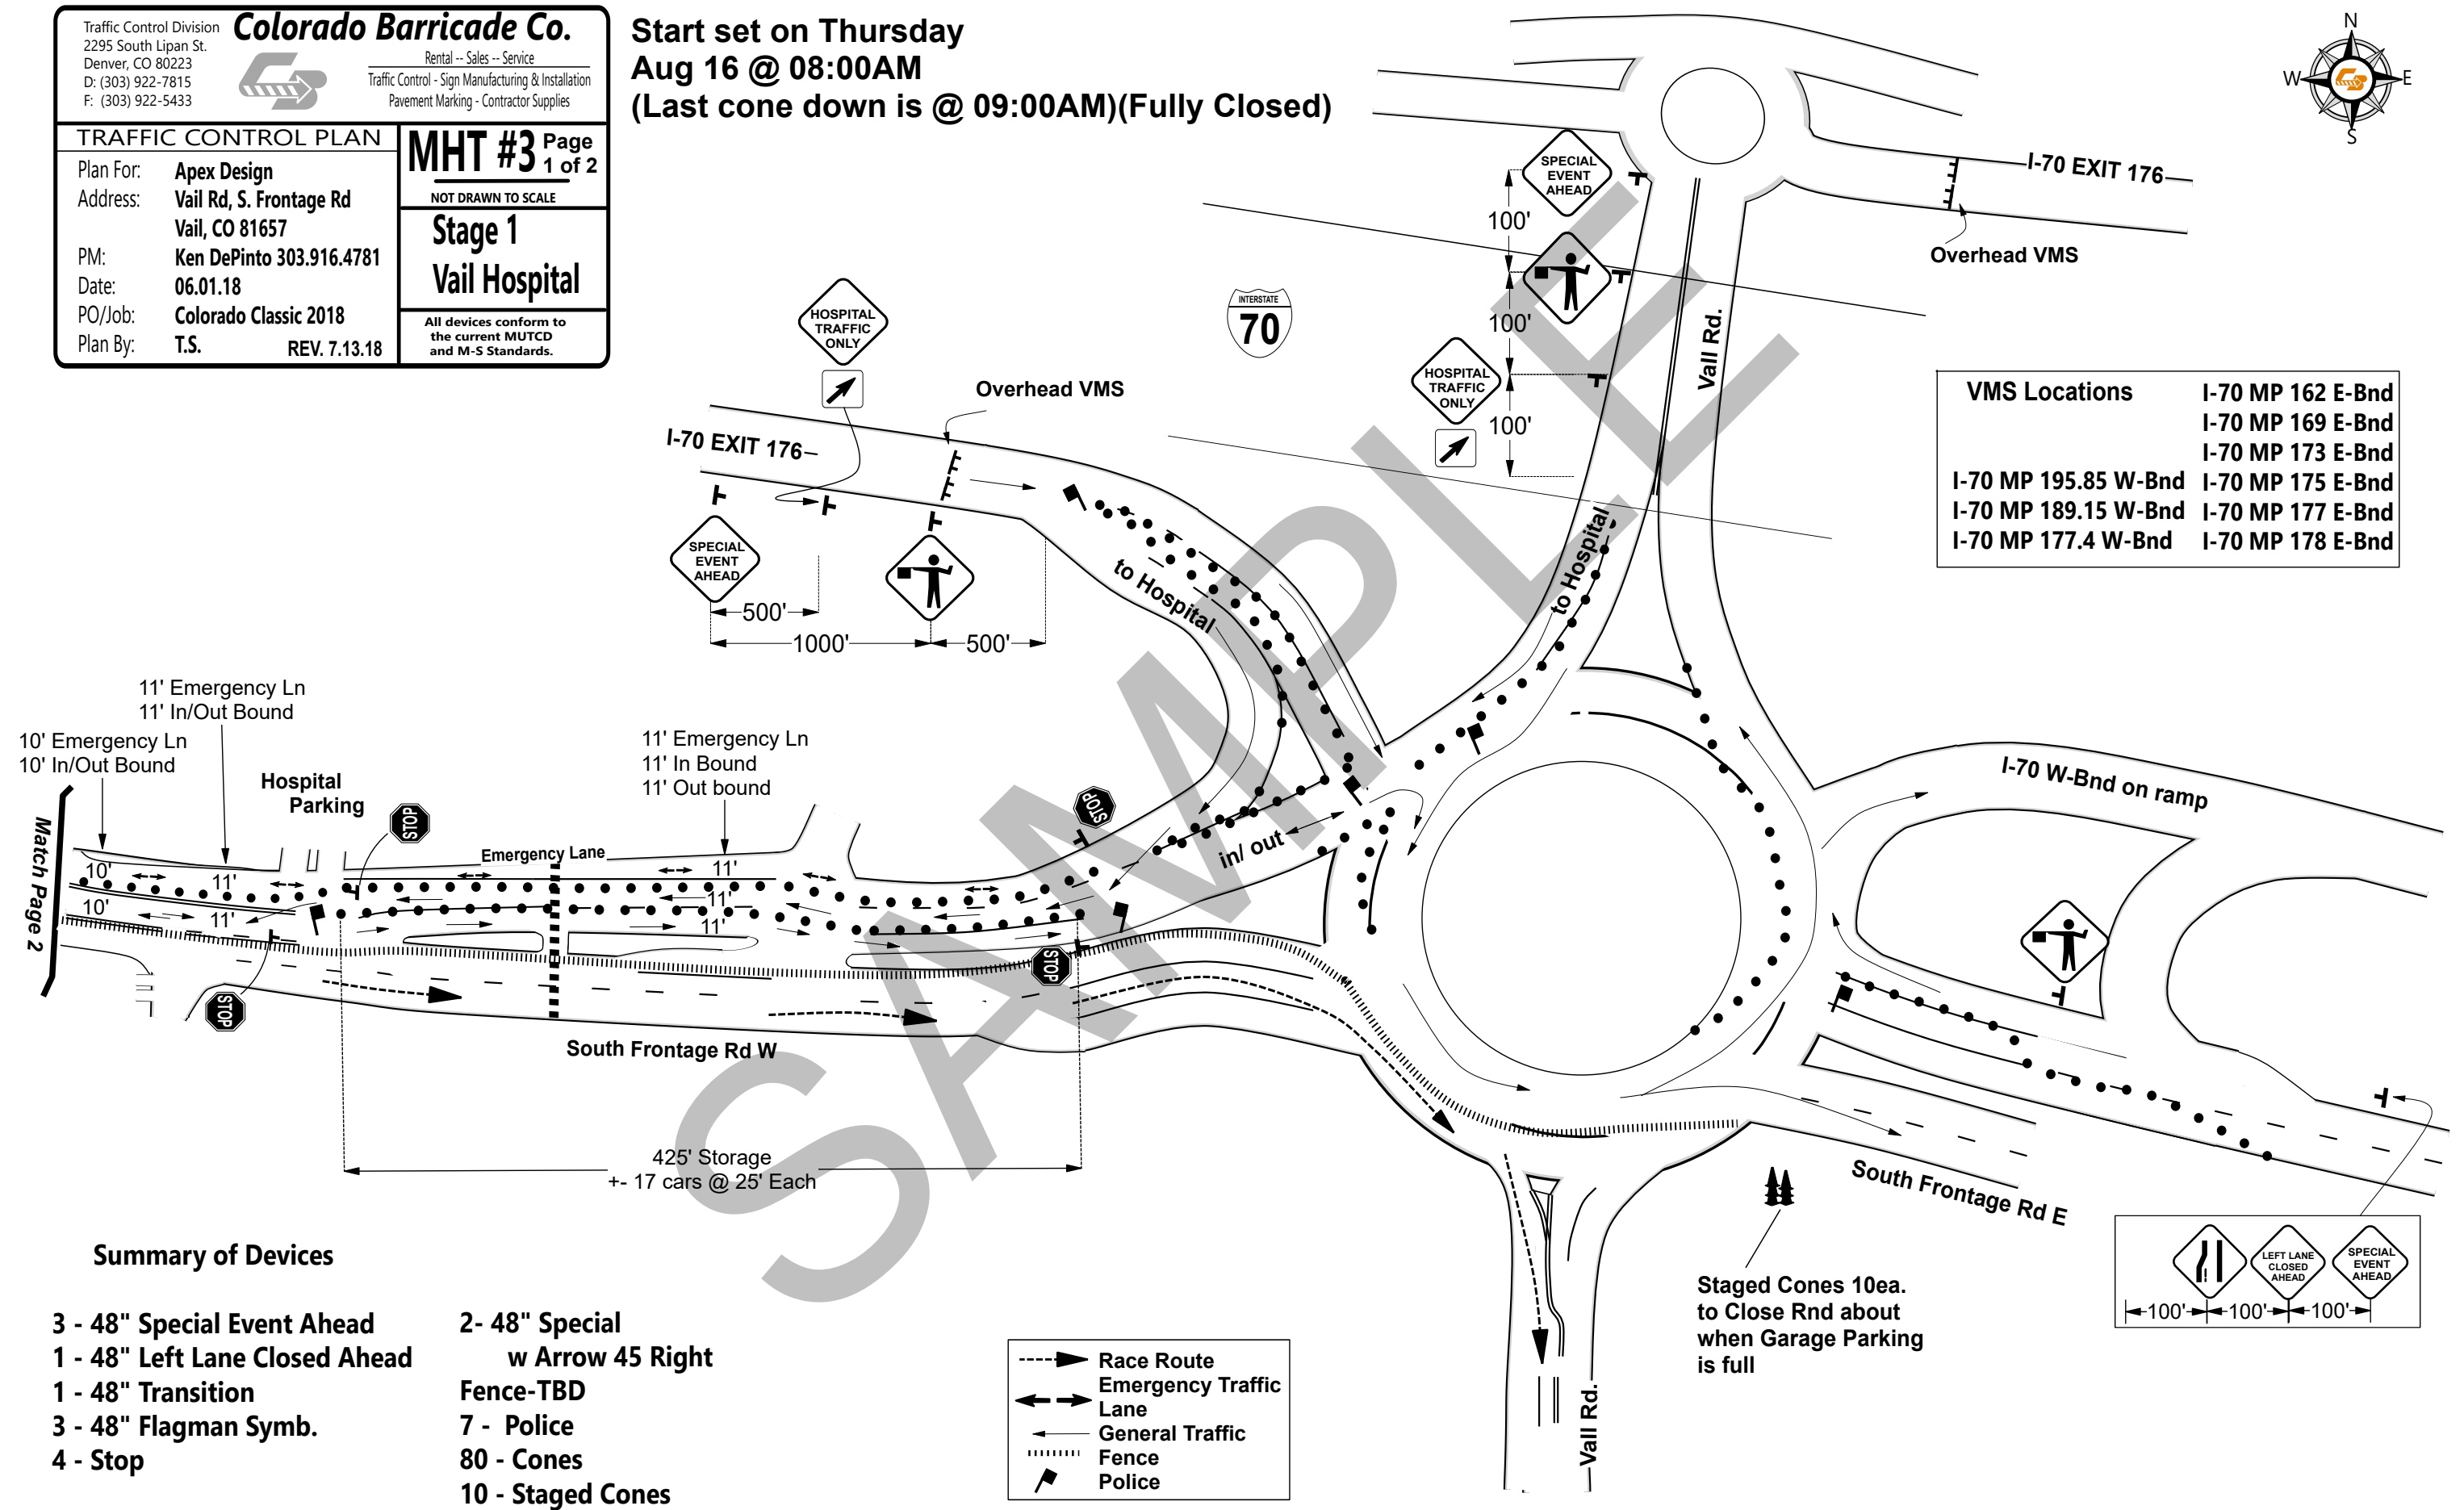 Traffic Control Division
2295 South Lipan St.
Denver, CO 80223
D: (303) 922-7815
F: (303) 922-5433
Colorado Barricade Co.
Rental -- Sales -- Service
Traffic Control - Sign Manufacturing & Installation
Pavement Marking - Contractor Supplies
TRAFFIC CONTROL PLAN
Plan For: Apex Design
Address: Vail Rd, S. Frontage Rd
Vail, CO 81657
PM: Ken DePinto 303.916.4781
Date: 06.01.18
PO/Job: Colorado Classic 2018
Plan By: T.S. REV. 7.13.18
MHT #3 Page
1 of 2
NOT DRAWN TO SCALE
Stage 1
Vail Hospital
All devices conform to
the current MUTCD
and M-S Standards.
Start set on Thursday
Aug 16 @ 08:00AM
(Last cone down is @ 09:00AM)(Fully Closed)
N
W
E
S
SPECIAL
EVENT
AHEAD
100'
100'
HOSPITAL
TRAFFIC
ONLY
100'
I-70 EXIT 176
Overhead VMS
INTERSTATE
70
Vall Rd.
VMS Locations
I-70 MP 195.85 W-Bnd
I-70 MP 189.15 W-Bnd
I-70 MP 177.4 W-Bnd
I-70 MP 162 E-Bnd
I-70 MP 169 E-Bnd
I-70 MP 173 E-Bnd
I-70 MP 175 E-Bnd
I-70 MP 177 E-Bnd
I-70 MP 178 E-Bnd
HOSPITAL
TRAFFIC
ONLY
Overhead VMS
I-70 EXIT 176
SPECIAL
EVENT
AHEAD
500'
1000'
500'
to Hospital
to Hospital
11' Emergency Ln
11' In/Out Bound
10' Emergency Ln
10' In/Out Bound
Hospital
Parking
STOP
11' Emergency Ln
11' In Bound
11' Out bound
STOP
Match Page 2
Emergency Lane
10'
11'
11'
10'
11'
11'
11'
in/ out
STOP
STOP
South Frontage Rd W
I-70 W-Bnd on ramp
425' Storage
+- 17 cars @ 25' Each
South Frontage Rd E
Staged Cones 10ea.
to Close Rnd about
when Garage Parking
is full
LEFT LANE
CLOSED
AHEAD
SPECIAL
EVENT
AHEAD
100'
100'
100'
Vall Rd.
Summary of Devices
3 - 48" Special Event Ahead
1 - 48" Left Lane Closed Ahead
1 - 48" Transition
3 - 48" Flagman Symb.
4 - Stop
2- 48" Special
w Arrow 45 Right
Fence-TBD
7 - Police
80 - Cones
10 - Staged Cones
Race Route
Emergency Traffic
Lane
General Traffic
Fence
Police
SAMPLE